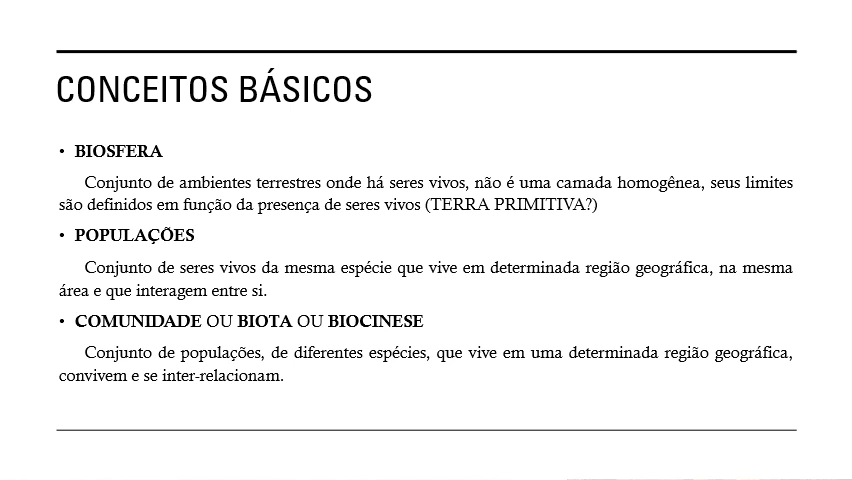 CONCEITOS BÁSICOS
• BIOSFERA
Conjunto de ambientes terrestres onde há seres vivos, não é uma camada homogênea, seus limites
são definidos em função da presença de seres vivos (TERRA PRIMITIVA?)
• POPULAÇÕES
Conjunto de seres vivos da mesma espécie que vive em determinada região geográfica, na mesma
área e que interagem entre si.
• COMUNIDADE OU BIOTA OU BIOCINESE
Conjunto de populações, de diferentes espécies, que vive em uma determinada região geográfica,
convivem e se inter-relacionam.